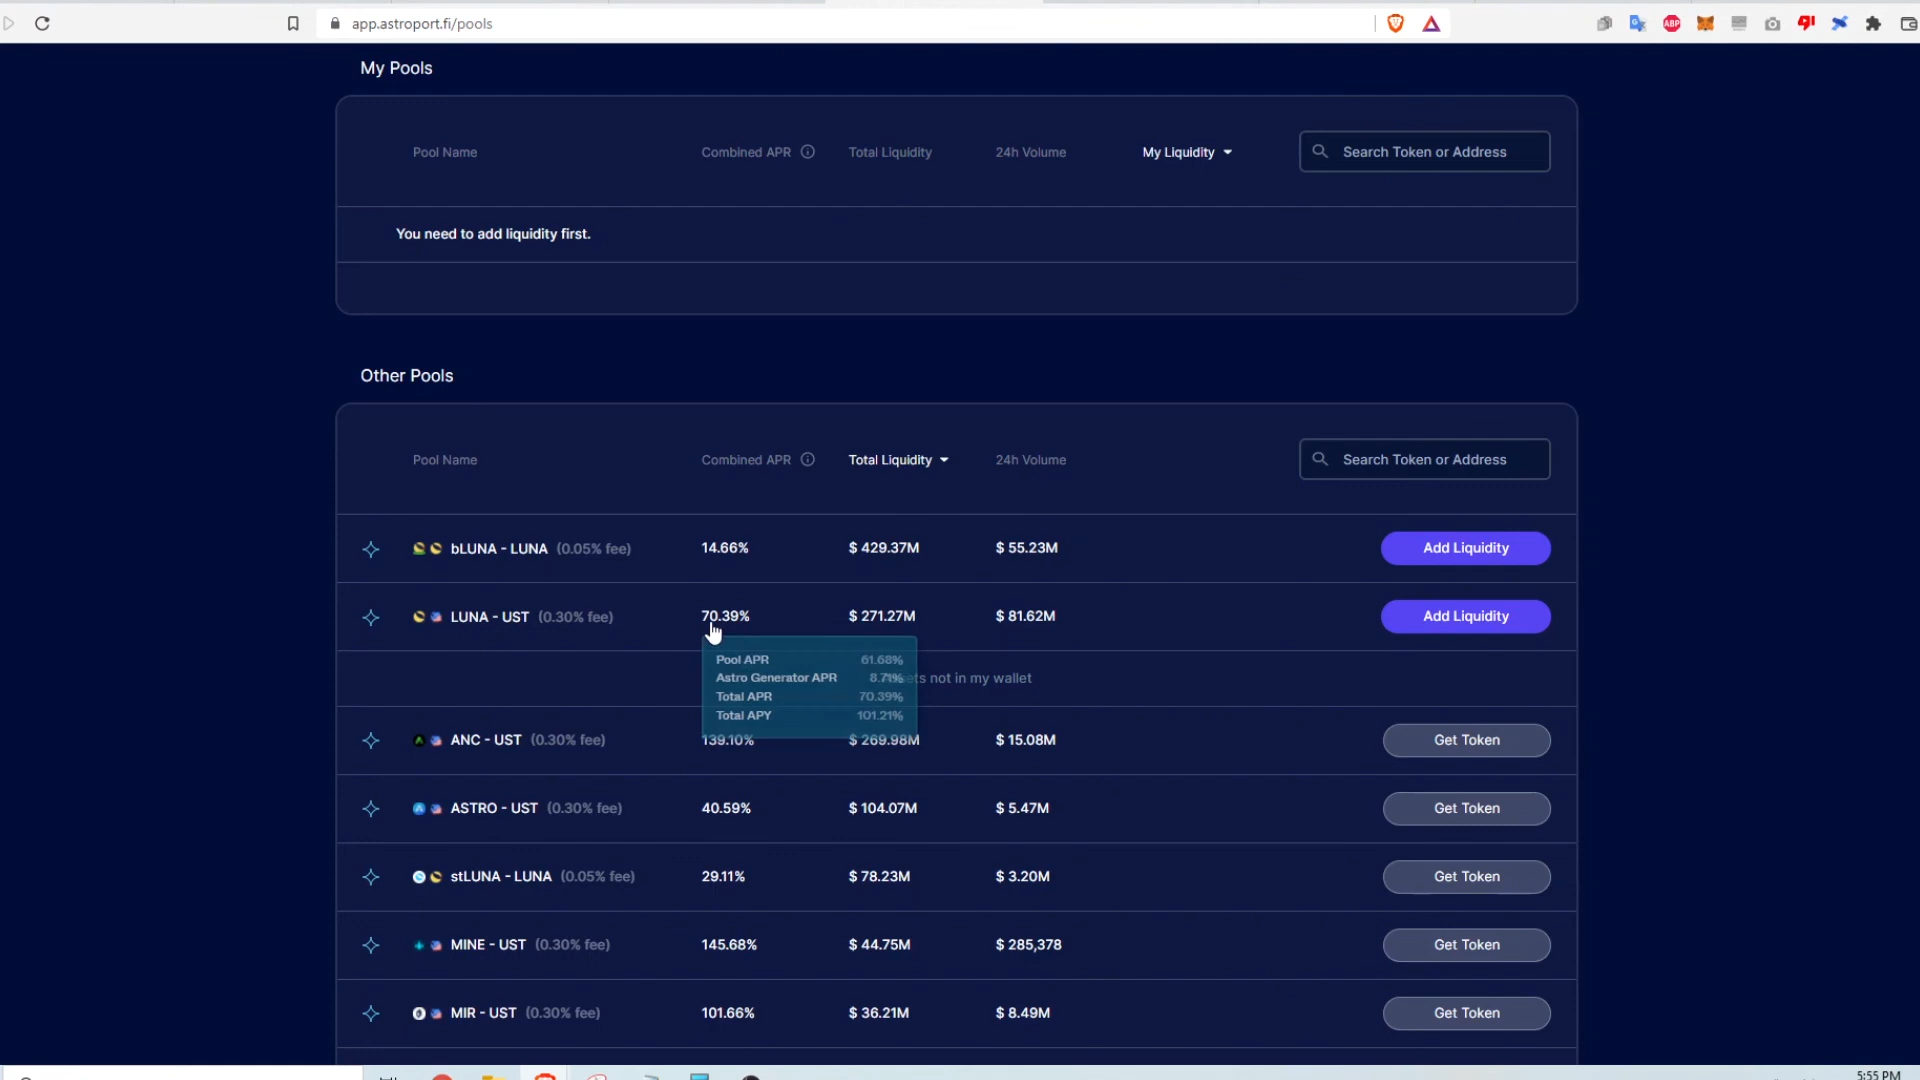 app.astroport.fi/pools
ABP
My Pools
Pool Name Combined APR Total Liquidity 24h Volume My Liquidity Search Token or Address
You need to add liquidity first.
Other Pools
Pool Name Combined APR Total Liquidity 24h Volume Search Token or Address
bLUNA - LUNA (0.05% fee) 14.66% $ 429.37M $ 55.23M Add Liquidity
LUNA - UST (0.30% fee) 70.39% $ 271.27M $ 81.62M Add Liquidity
Pool APR 61.68%
Astro Generator APR 8.71% not in my wallet
Total APR 70.39%
Total APY 101.21%
ANC - UST (0.30% fee) 139.10% $ 269.98M $ 15.08M Get Token
ASTRO - UST (0.30% fee) 40.59% $ 104.07M $ 5.47M Get Token
stLUNA - LUNA (0.05% fee) 29.11% $ 78.23M $ 3.20M Get Token
MINE - UST (0.30% fee) 145.68% $ 44.75M $ 285,378 Get Token
MIR - UST (0.30% fee) 101.66% $ 36.21M $ 8.49M Get Token
5:55 PM